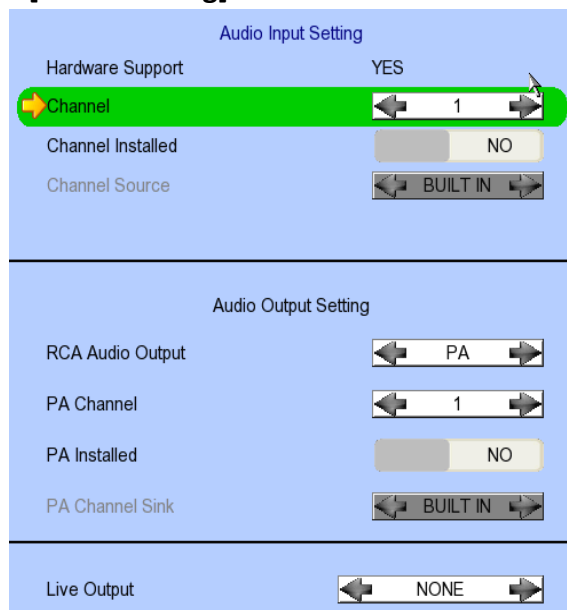 Audio Input Setting
Hardware Support YES
Channel 1
Channel Installed NO
Channel Source BUILT IN
Audio Output Setting
RCA Audio Output PA
PA Channel 1
PA Installed NO
PA Channel Sink BUILT IN
Live Output NONE